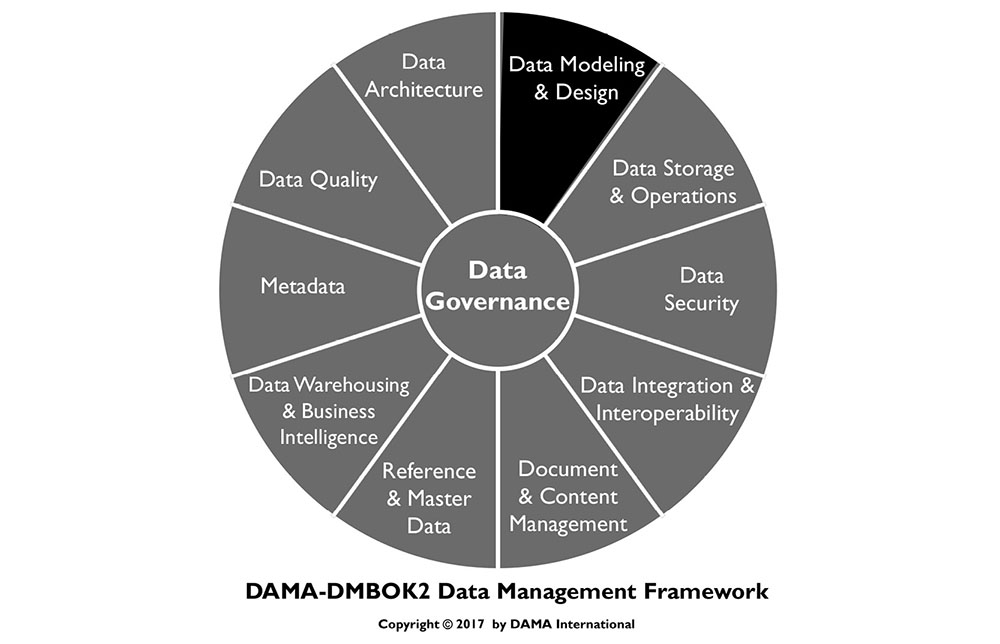 Data
Architecture
Data Modeling
& Design
Data Storage
& Operations
Data
Security
Data Integration &
Interoperability
Document
& Content
Management
Reference
& Master
Data
Data Warehousing
& Business
Intelligence
Metadata
Data Quality
Data
Governance
DAMA-DMBOK2 Data Management Framework
Copyright © 2017 by DAMA International